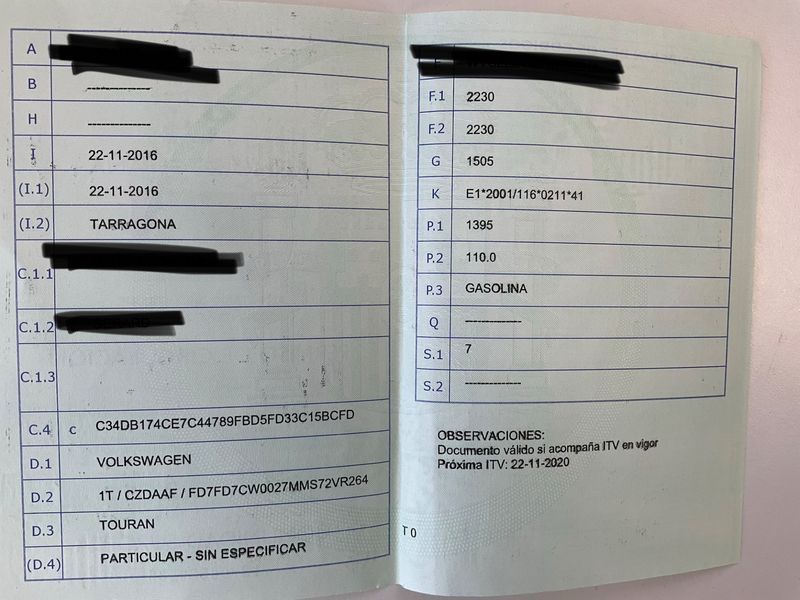 A
B --------------
H --------------
I 22-11-2016
(I.1) 22-11-2016
(I.2) TARRAGONA
C.1.1
C.1.2
C.1.3
C.4 c C34DB174CE7C44789FBD5FD33C15BCFD
D.1 VOLKSWAGEN
D.2 1T / CZDAAF / FD7FD7CW0027MMS72VR264
D.3 TOURAN
(D.4) PARTICULAR - SIN ESPECIFICAR
F.1 2230
F.2 2230
G 1505
K E1*2001/116*0211*41
P.1 1395
P.2 110.0
P.3 GASOLINA
Q --------------
S.1 7
S.2 --------------
OBSERVACIONES:
Documento válido si acompaña ITV en vigor
Próxima ITV: 22-11-2020
T 0